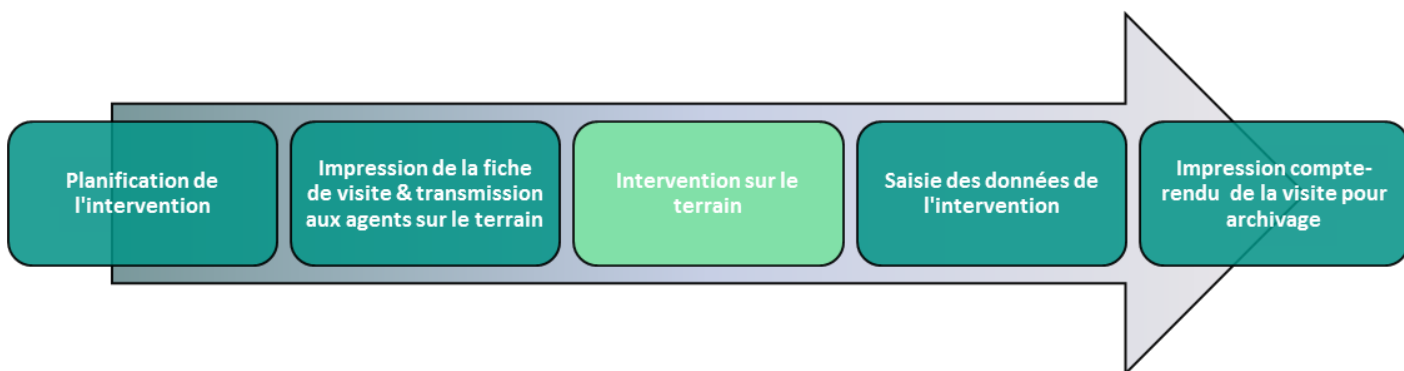 Planification de
l'intervention
Impression de la fiche
de visite & transmission
aux agents sur le terrain
Intervention sur le
terrain
Saisie des données de
l'intervention
Impression compte-
rendu  de la visite pour
archivage